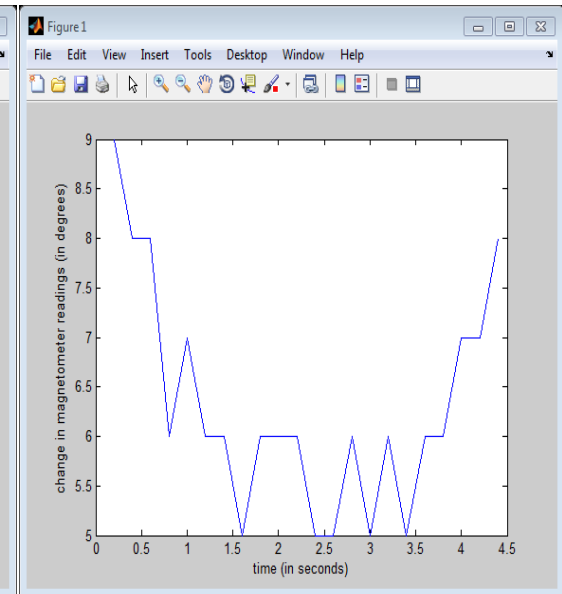 Figure 1
File Edit View Insert Tools Desktop Window Help
9
8.5
8
7.5
7
6.5
6
5.5
5
change in magnetometer readings (in degrees)
0 0.5 1 1.5 2 2.5 3 3.5 4 4.5
time (in seconds)